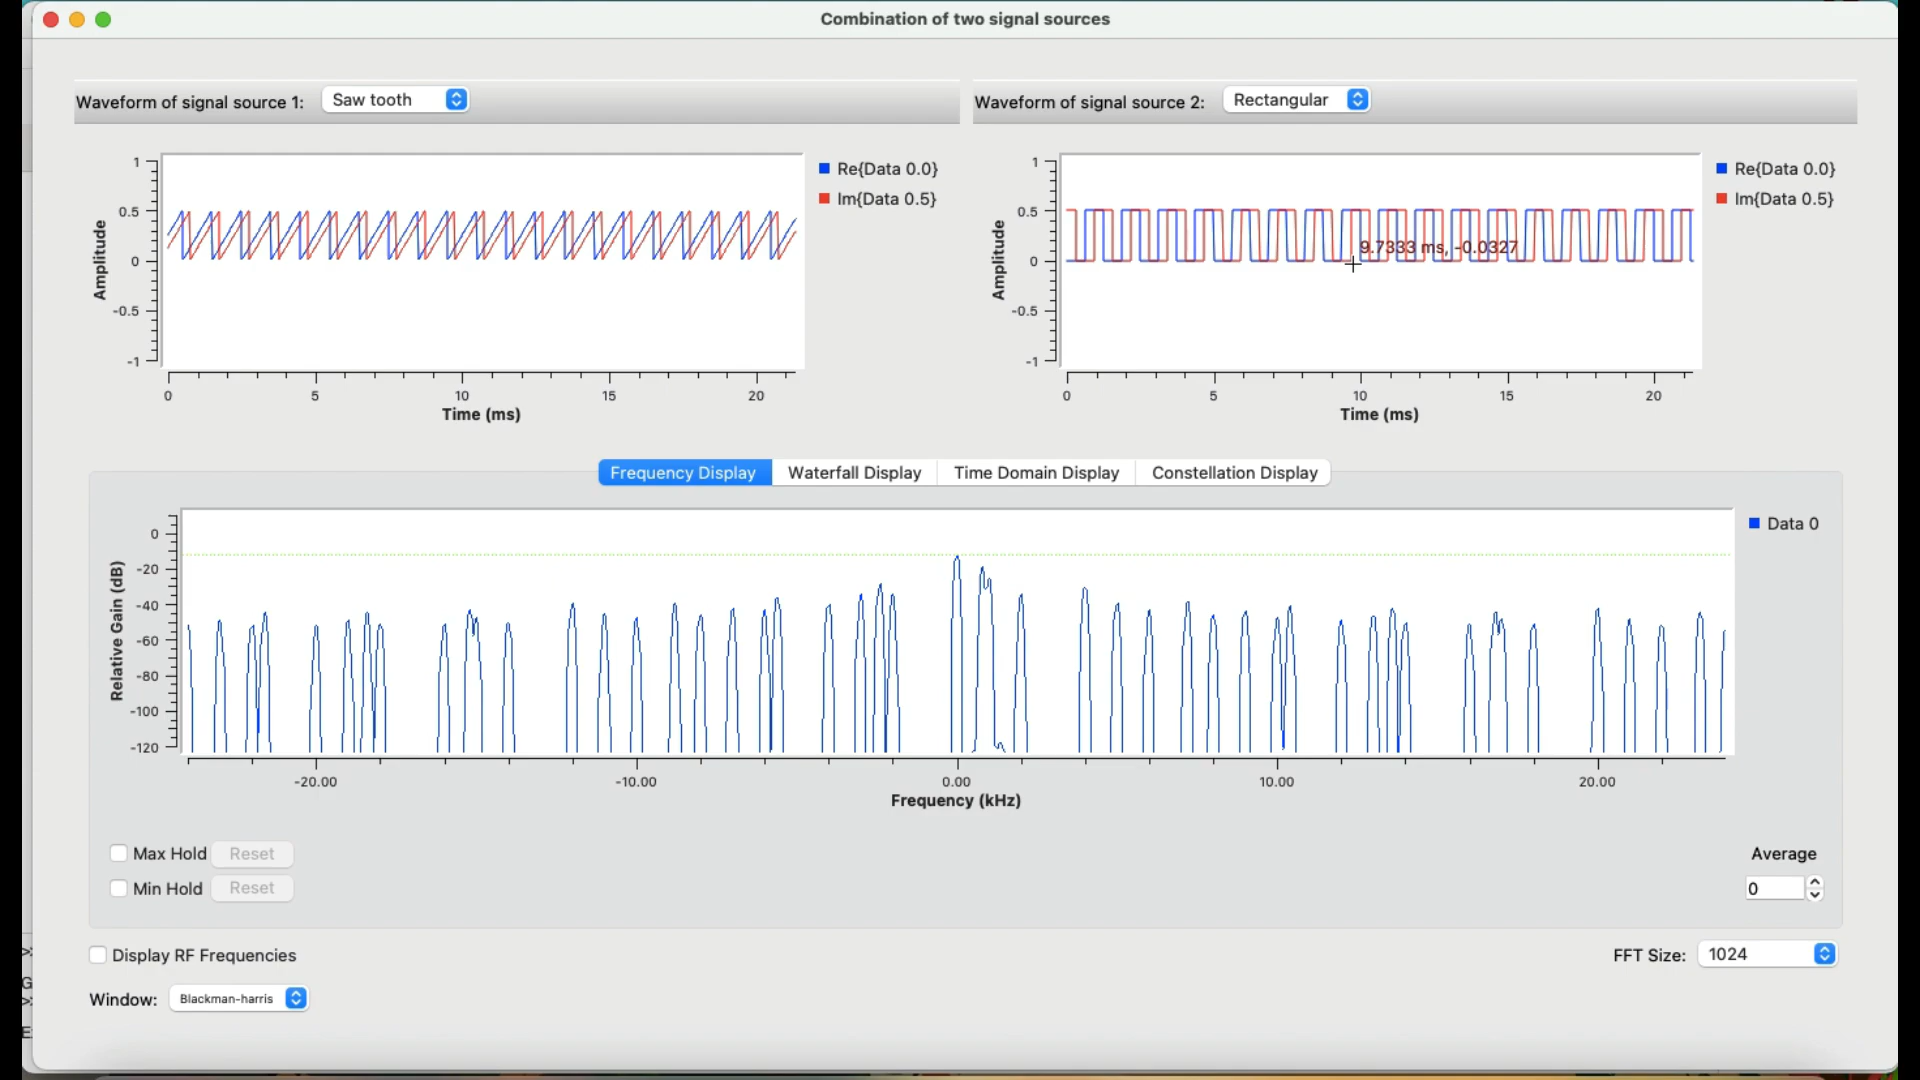 Combination of two signal sources
Waveform of signal source 1: Saw tooth
Waveform of signal source 2: Rectangular
1
0.5
0
-0.5
-1
Amplitude
0 5 10 15 20
Time (ms)
Re{Data 0.0}
Im{Data 0.5}
1
0.5
0
-0.5
-1
Amplitude
9.7333 ms, -0.0327
0 5 10 15 20
Time (ms)
Re{Data 0.0}
Im{Data 0.5}
Frequency Display Waterfall Display Time Domain Display Constellation Display
0
-20
-40
-60
-80
-100
-120
Relative Gain (dB)
-20.00 -10.00 0.00 10.00 20.00
Frequency (kHz)
Data 0
Max Hold Reset
Min Hold Reset
Average
0
Display RF Frequencies
FFT Size: 1024
Window: Blackman-harris